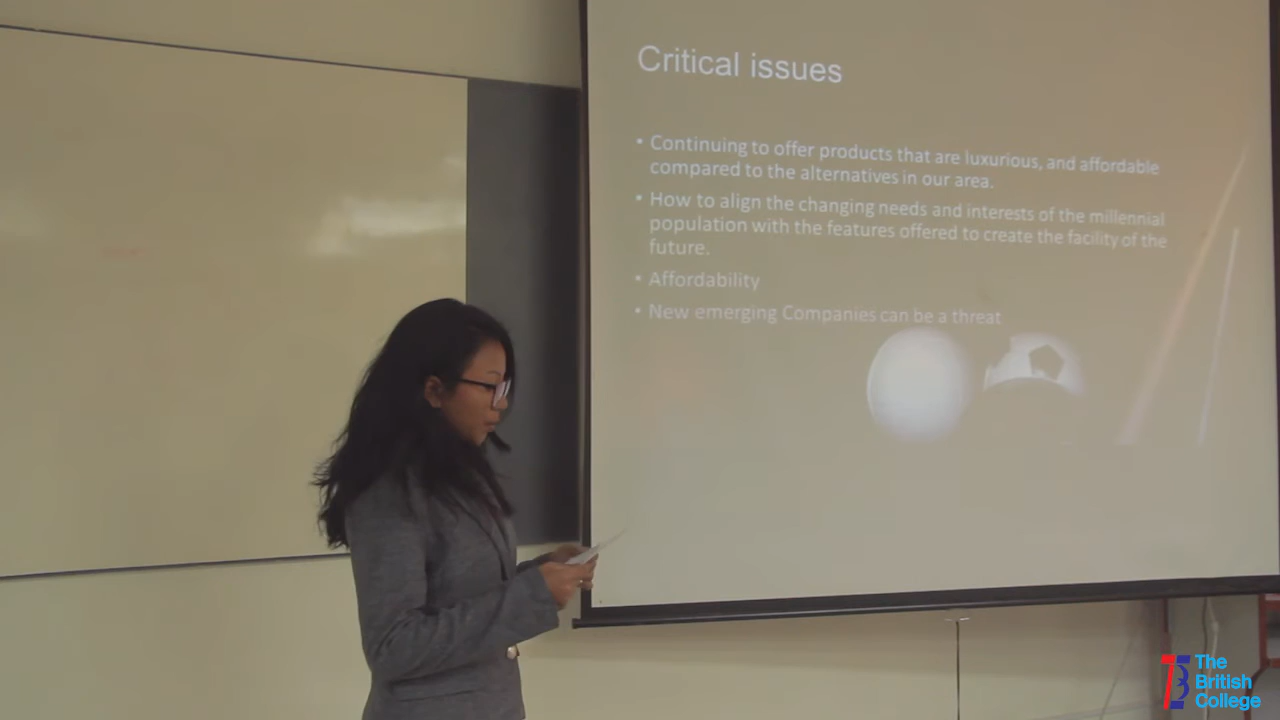 Critical issues
• Continuing to offer products that are luxurious, and affordable
compared to the alternatives in our area.
• How to align the changing needs and interests of the millennial
population with the features offered to create the facility of the
future.
• Affordability
• New emerging Companies can be a threat
The
British
College